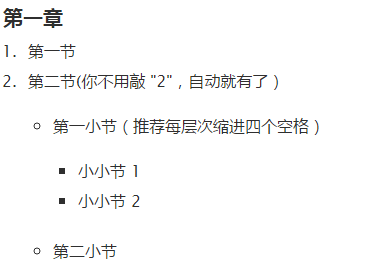 第一章
1. 第一节
2. 第二节(你不用敲 "2"，自动就有了）
第一小节（推荐每层次缩进四个空格）
小小节 1
小小节 2
第二小节